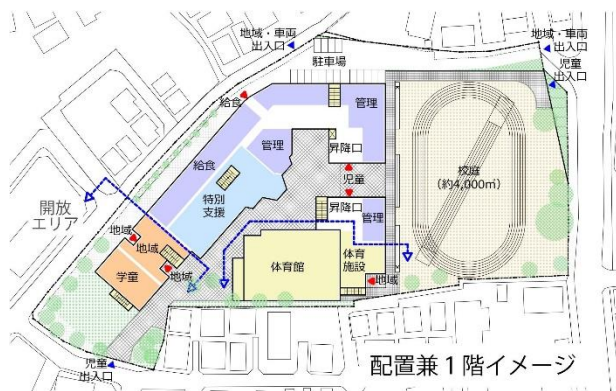 地域・車両
出入口
駐車場
地域・車両
出入口
児童
出入口
給食
管理
給食
管理
昇降口
児童
校庭
(約4,000㎡)
特別
支援
昇降口
管理
開放
エリア
地域
地域
地域
学童
体育館
体育
施設
地域
児童
出入口
配置兼1階イメージ